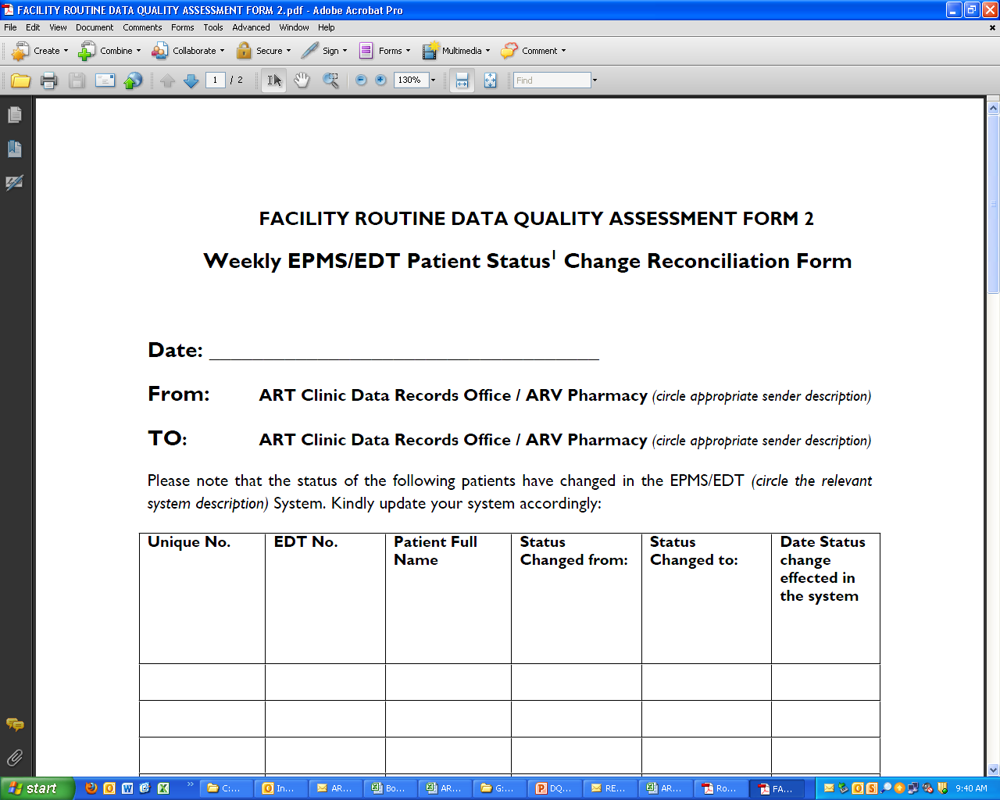 FACILITY ROUTINE DATA QUALITY ASSESSMENT FORM 2.pdf - Adobe Acrobat Pro
File Edit View Document Comments Forms Tools Advanced Window Help
Create Combine Collaborate Secure Sign Forms Multimedia Comment
1 / 2 130% Find
FACILITY ROUTINE DATA QUALITY ASSESSMENT FORM 2
Weekly EPMS/EDT Patient Status1 Change Reconciliation Form
Date:
From: ART Clinic Data Records Office / ARV Pharmacy (circle appropriate sender description)
TO: ART Clinic Data Records Office / ARV Pharmacy (circle appropriate sender description)
Please note that the status of the following patients have changed in the EPMS/EDT (circle the relevant
system description) System. Kindly update your system accordingly:
Unique No. EDT No. Patient Full Status Status Date Status
Name Changed from: Changed to: change
effected in
the system
start C... In... AR... Bo... AR... G:... DQ... RE... AR... Ro... FA... 9:40 AM